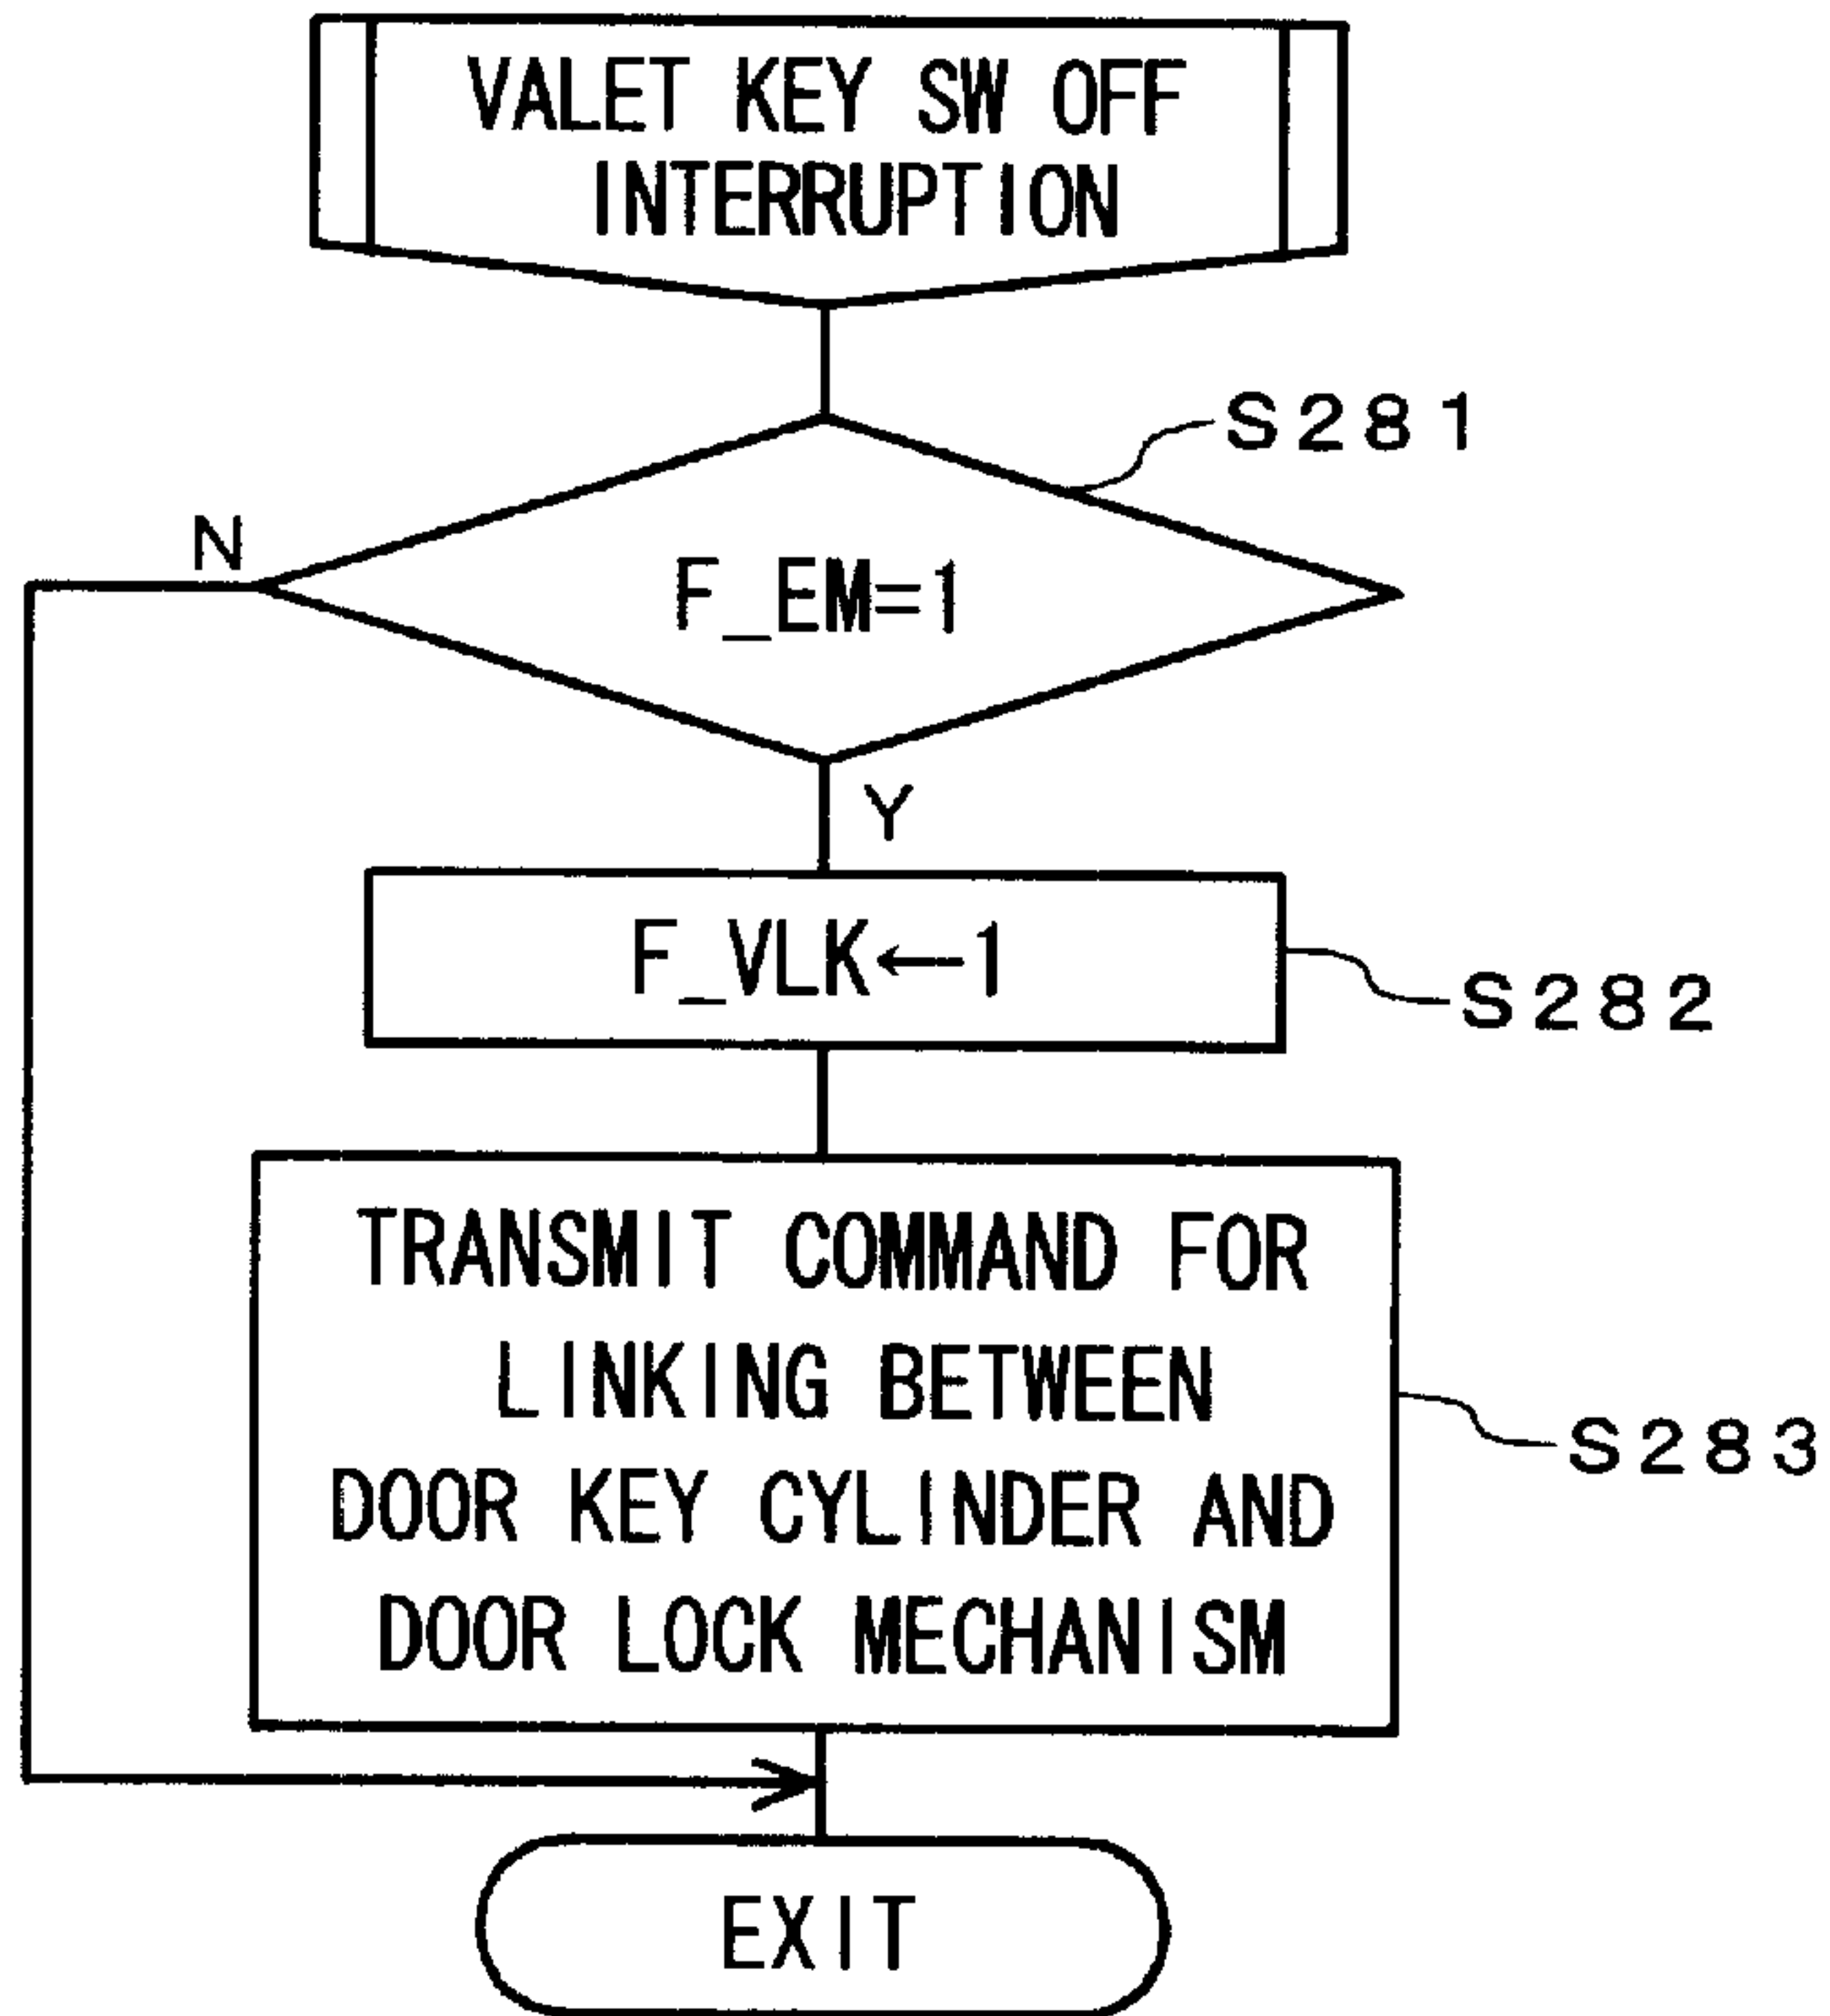 VALET KEY SW OFF
INTERRUPTION
S281
N
F_EM=1
Y
F_VLK←1
S282
TRANSMIT COMMAND FOR
LINKING BETWEEN
DOOR KEY CYLINDER AND
DOOR LOCK MECHANISM
S283
EXIT